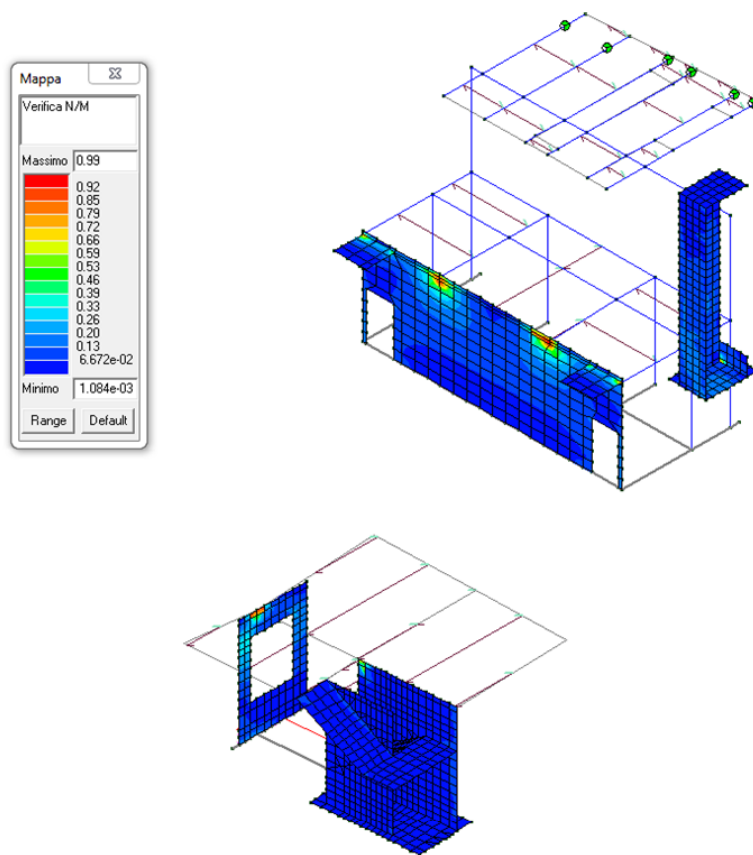 Mappa
Verifica N/M
Massimo 0.99
0.92
0.85
0.79
0.72
0.66
0.59
0.53
0.46
0.39
0.33
0.26
0.20
0.13
6.672e-02
Minimo 1.084e-03
Range Default